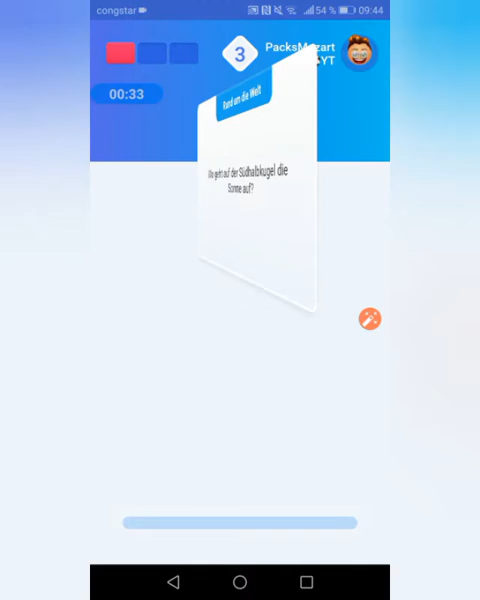 congstar
54 % 09:44
3
PacksMozart
YT
00:33
Rund um die Welt
Wo geht auf der Südhalbkugel die
Sonne auf?